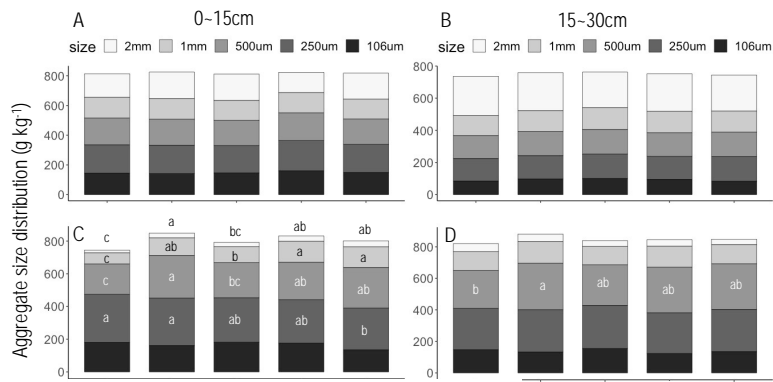 A 0~15cm
size 2mm 1mm 500um 250um 106um
B 15~30cm
size 2mm 1mm 500um 250um 106um
Aggregate size distribution (g kg-1)
800
600
400
200
0
800
600
400
200
0
C
800
600
400
200
0
c a bc ab ab
c ab b a a
c a bc ab ab
a a ab ab b
D
800
600
400
200
0
b a ab ab ab